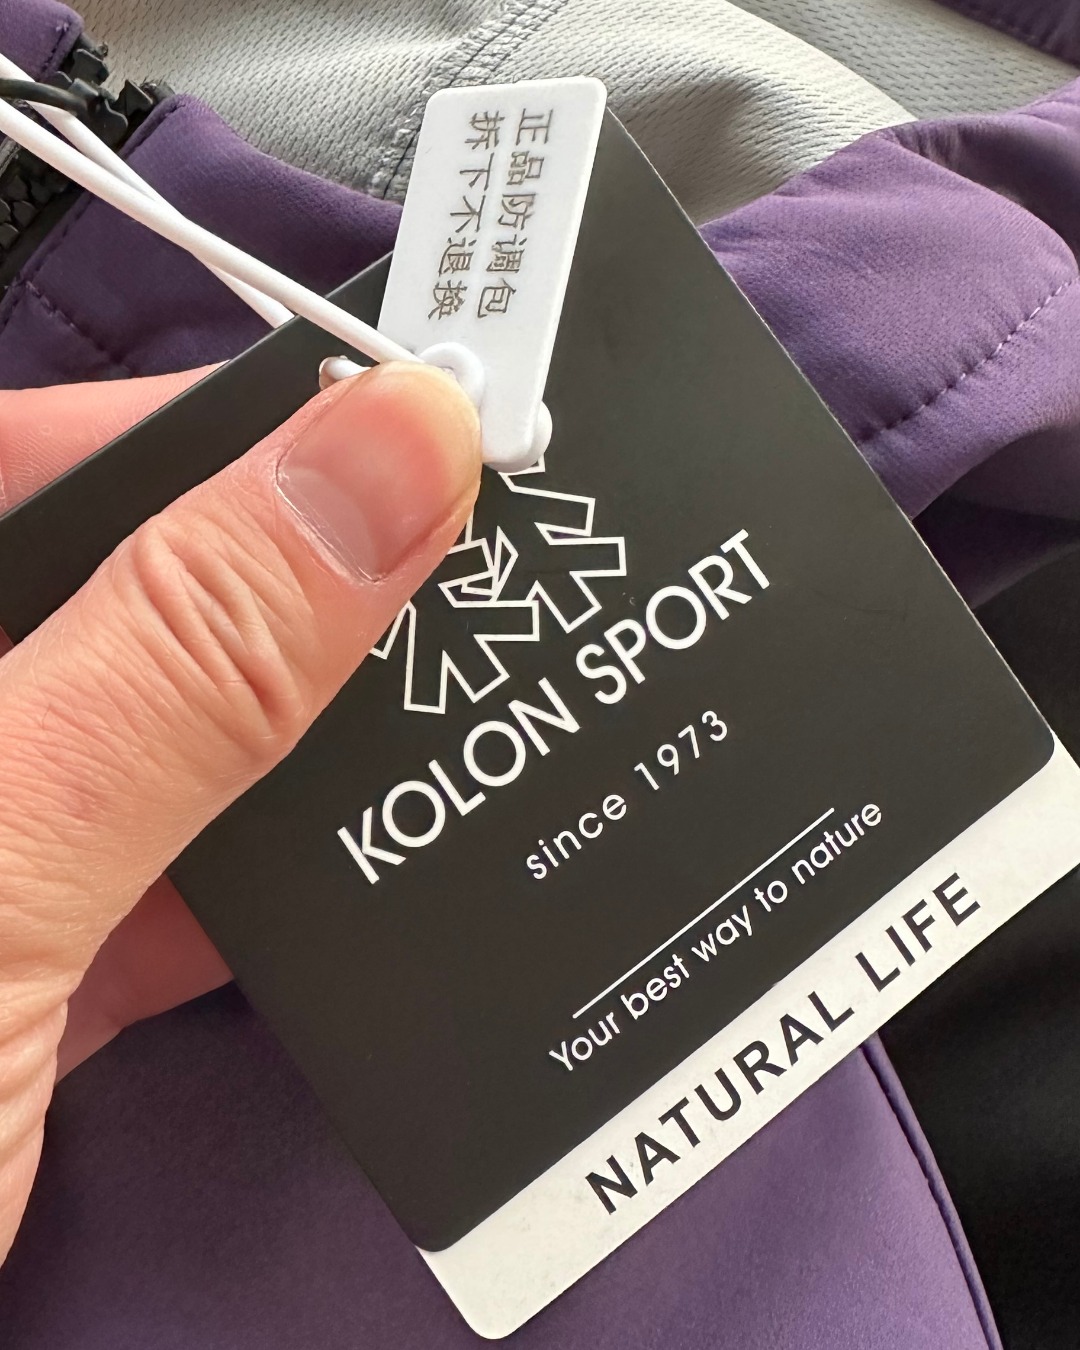 正品防调包
拆下不退换
KOLON SPORT
since 1973
Your best way to nature
NATURAL LIFE